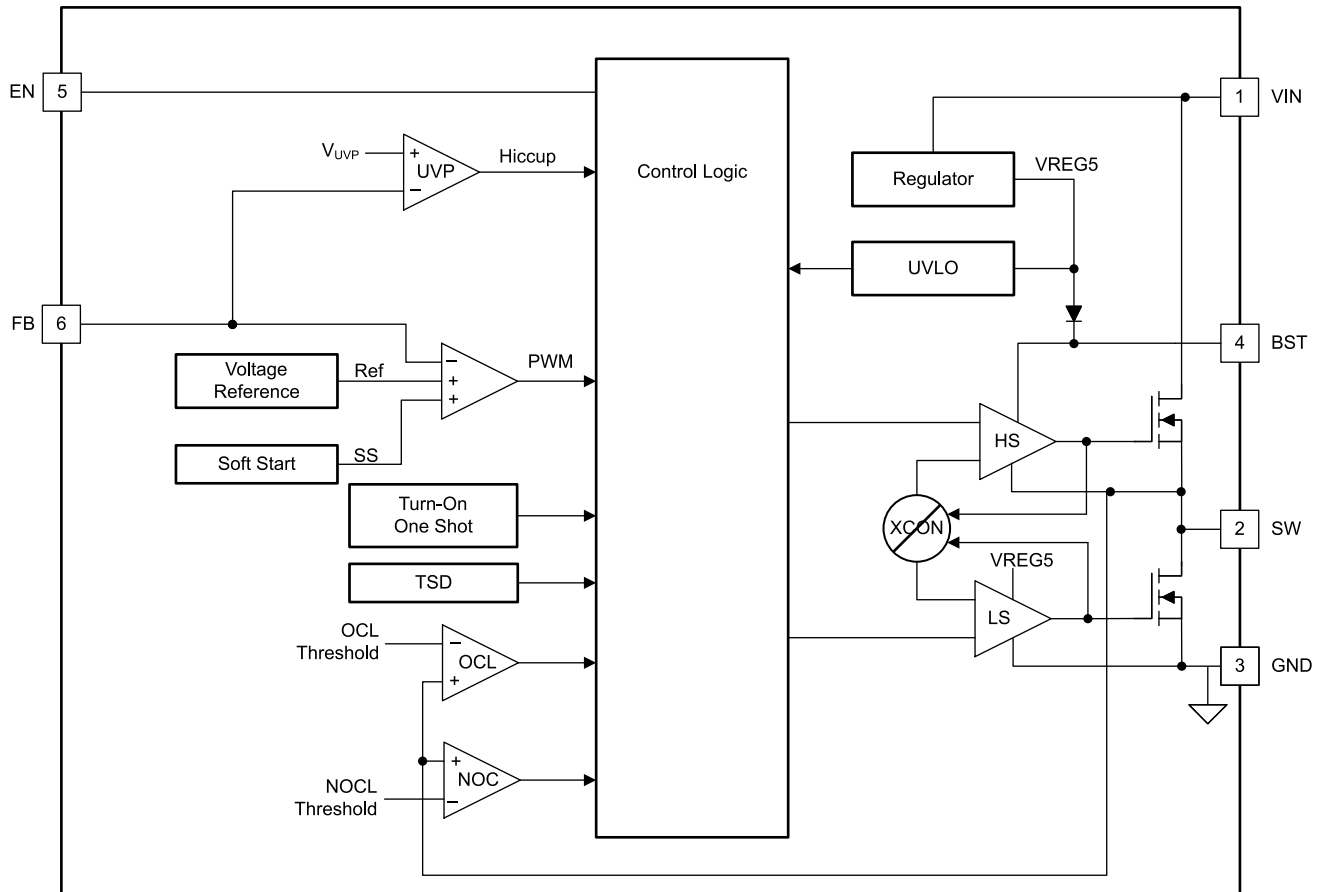 EN
5
1
VIN
V_UVP
+
UVP
−
Hiccup
Control Logic
Regulator
VREG5
UVLO
FB
6
4
BST
Voltage
Reference
Ref
−
+
+
PWM
Soft Start
SS
HS
Turn-On
One Shot
XCON
2
SW
TSD
VREG5
LS
OCL
Threshold
−
OCL
+
3
GND
+
NOC
−
NOCL
Threshold